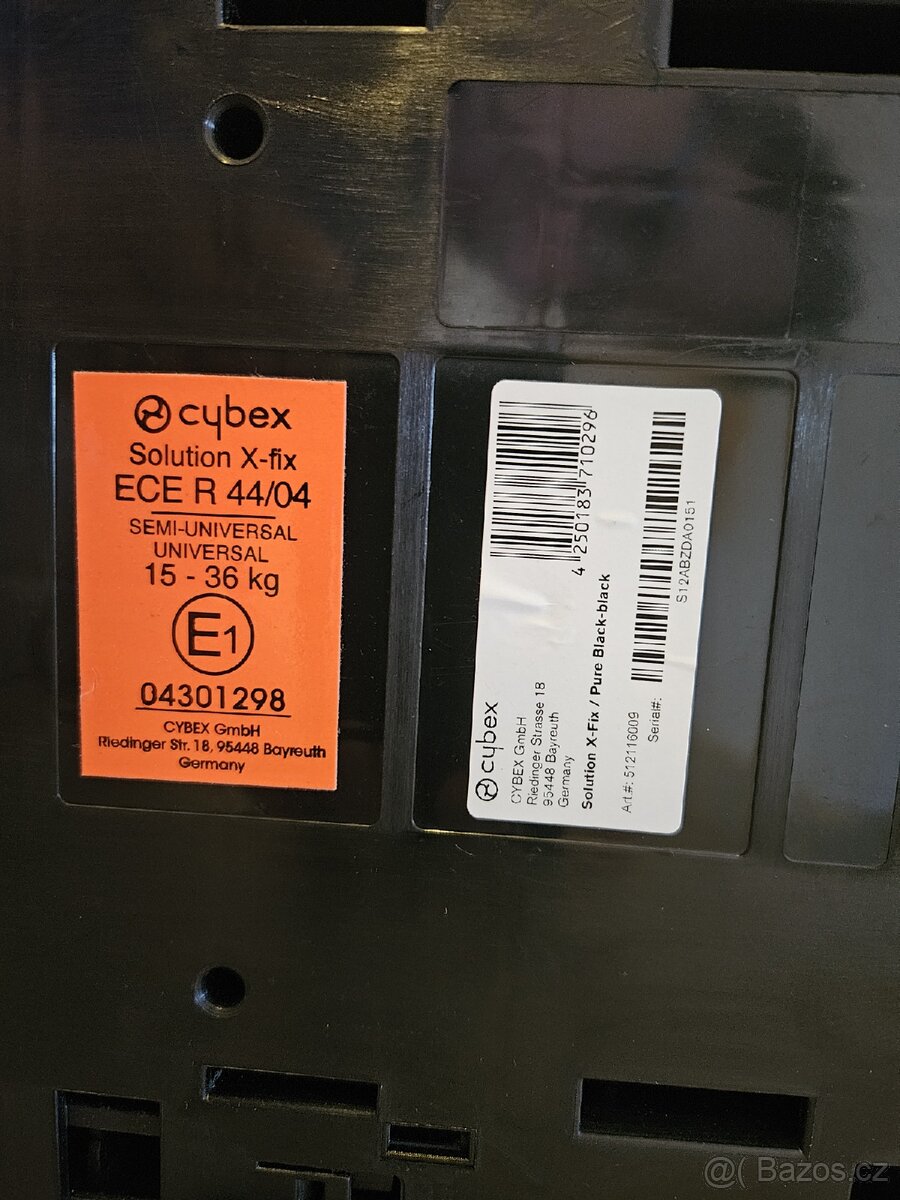 cybex
Solution X-fix
ECE R 44/04
SEMI-UNIVERSAL
UNIVERSAL
15 - 36 kg
E1
04301298
CYBEX GmbH
Riedinger Str. 18, 95448 Bayreuth
Germany
cybex
CYBEX GmbH
Riedinger Strasse 18
95448 Bayreuth
Germany
4 250183 710296
Solution X-Fix / Pure Black-black
Art.#: 512116009
Serial#:
S12ABZDA0151
@( Bazos.cz